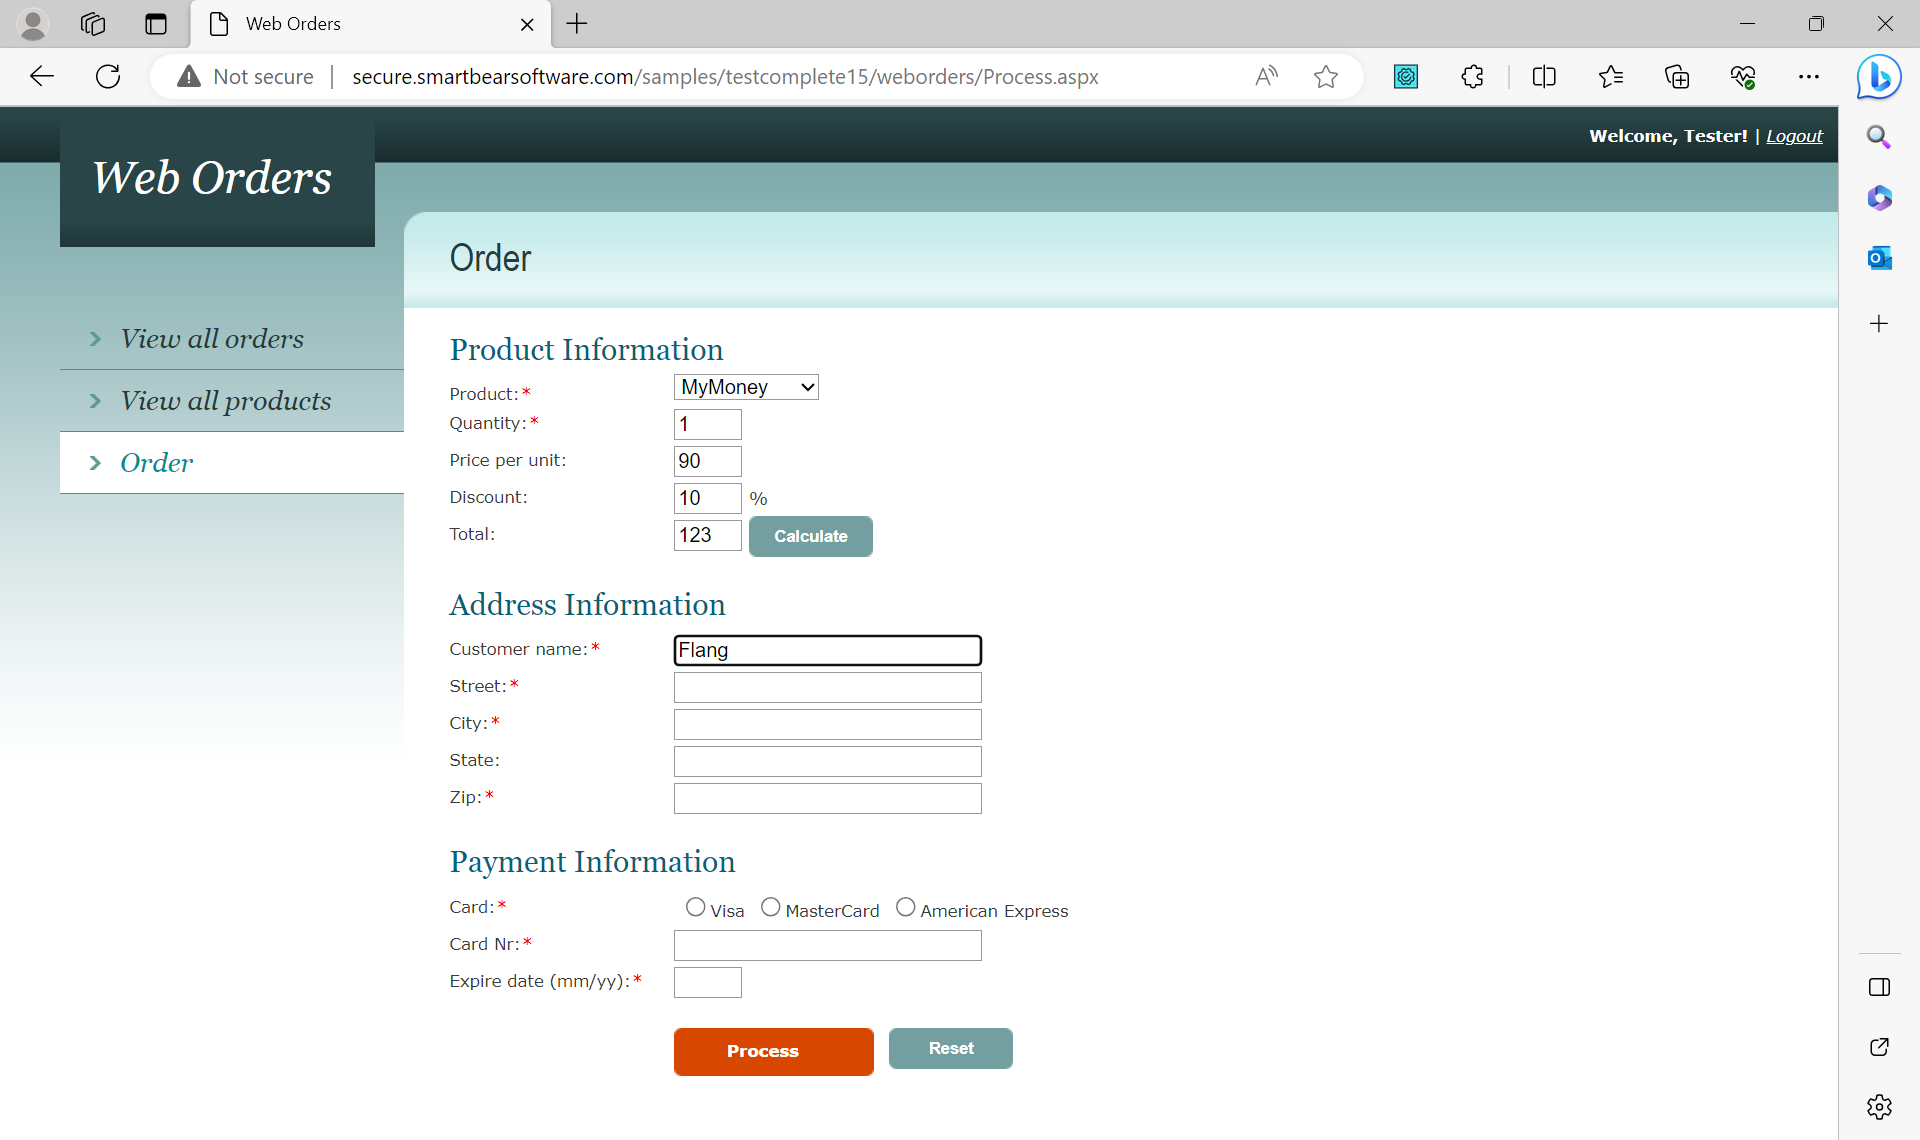 Web Orders
Not secure | secure.smartbearsoftware.com/samples/testcomplete15/weborders/Process.aspx
Welcome, Tester! | Logout
Web Orders
View all orders
View all products
Order
Order
Product Information
Product:* MyMoney
Quantity:* 1
Price per unit: 90
Discount: 10 %
Total: 123 Calculate
Address Information
Customer name:* Flang
Street:*
City:*
State:
Zip:*
Payment Information
Card:* Visa MasterCard American Express
Card Nr:*
Expire date (mm/yy):*
Process Reset